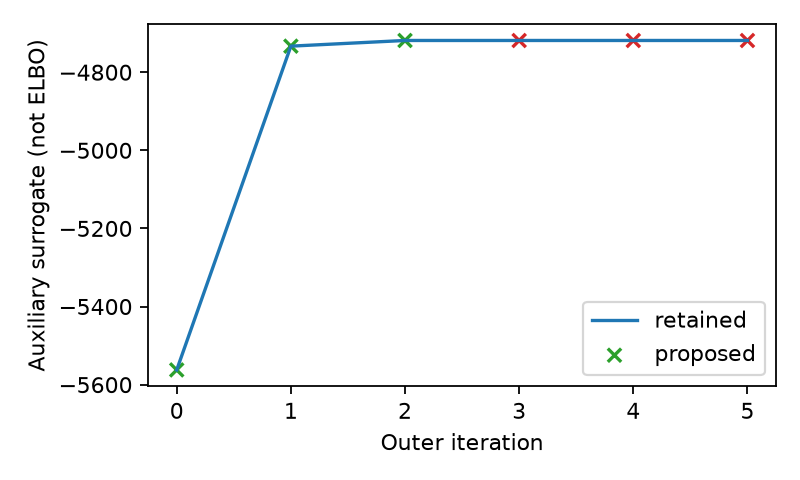 Auxiliary surrogate (not ELBO)
−4800
−5000
−5200
−5400
−5600
retained
proposed
0 1 2 3 4 5
Outer iteration